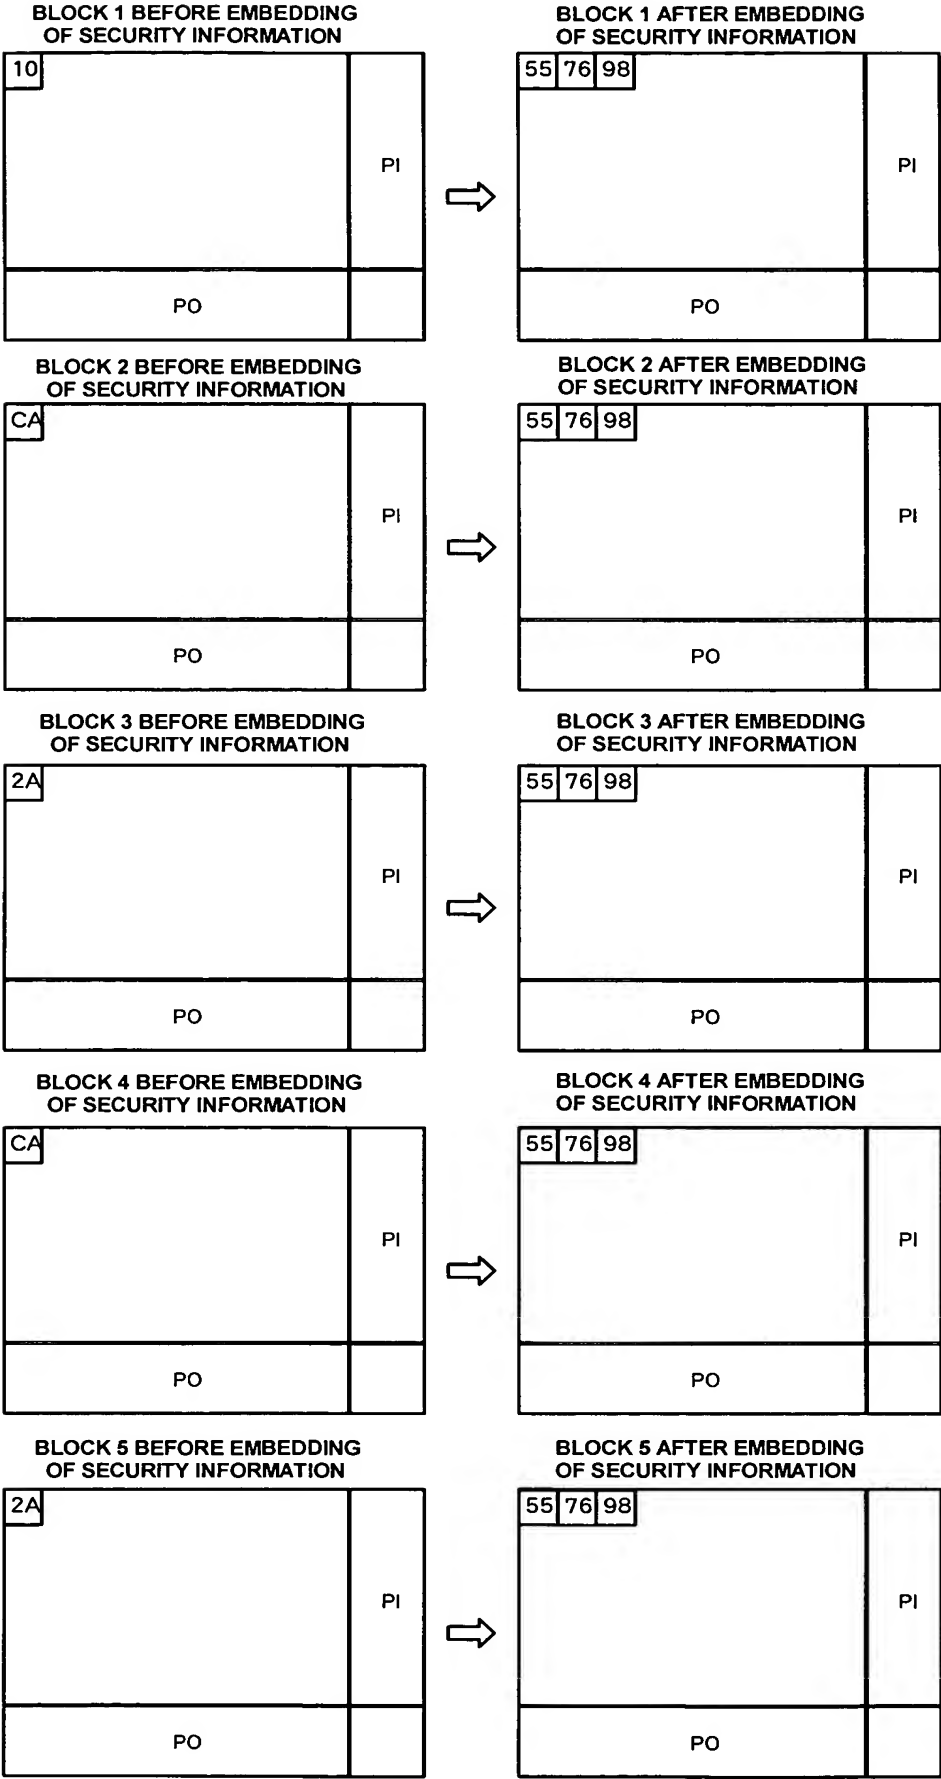 BLOCK 1 BEFORE EMBEDDING
OF SECURITY INFORMATION
10
PI
PO
BLOCK 1 AFTER EMBEDDING
OF SECURITY INFORMATION
55 76 98
PI
PO
BLOCK 2 BEFORE EMBEDDING
OF SECURITY INFORMATION
CA
PI
PO
BLOCK 2 AFTER EMBEDDING
OF SECURITY INFORMATION
55 76 98
PI
PO
BLOCK 3 BEFORE EMBEDDING
OF SECURITY INFORMATION
2A
PI
PO
BLOCK 3 AFTER EMBEDDING
OF SECURITY INFORMATION
55 76 98
PI
PO
BLOCK 4 BEFORE EMBEDDING
OF SECURITY INFORMATION
CA
PI
PO
BLOCK 4 AFTER EMBEDDING
OF SECURITY INFORMATION
55 76 98
PI
PO
BLOCK 5 BEFORE EMBEDDING
OF SECURITY INFORMATION
2A
PI
PO
BLOCK 5 AFTER EMBEDDING
OF SECURITY INFORMATION
55 76 98
PI
PO